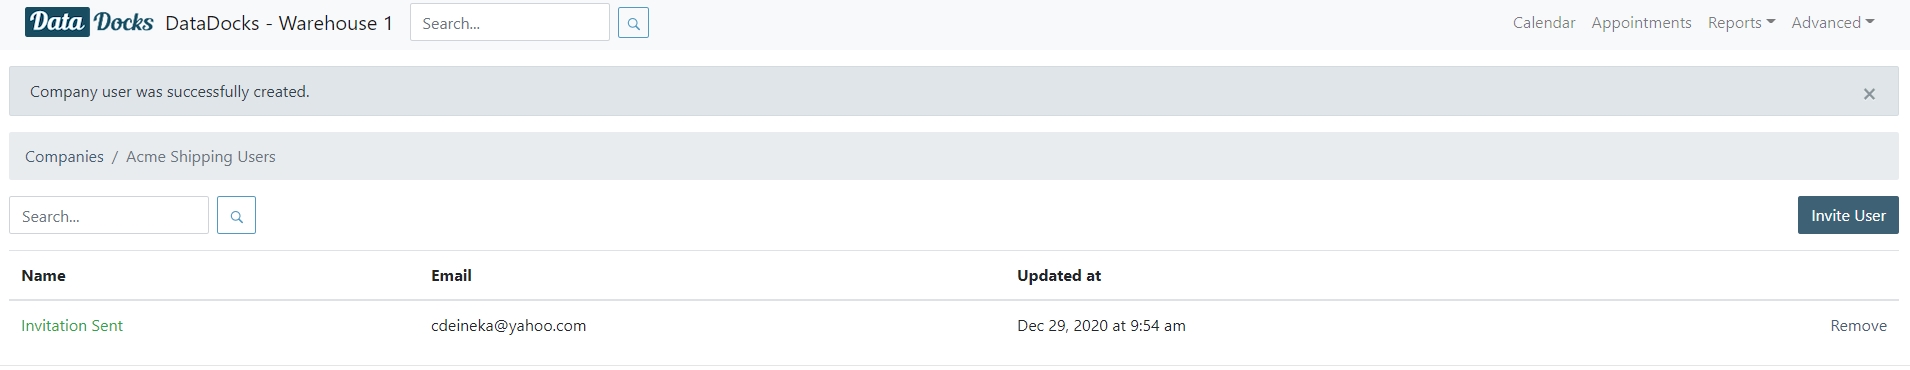 Data Docks DataDocks - Warehouse 1 Search... Calendar Appointments Reports Advanced
Company user was successfully created. ×
Companies / Acme Shipping Users
Search... Invite User
Name Email Updated at
Invitation Sent cdeineka@yahoo.com Dec 29, 2020 at 9:54 am Remove